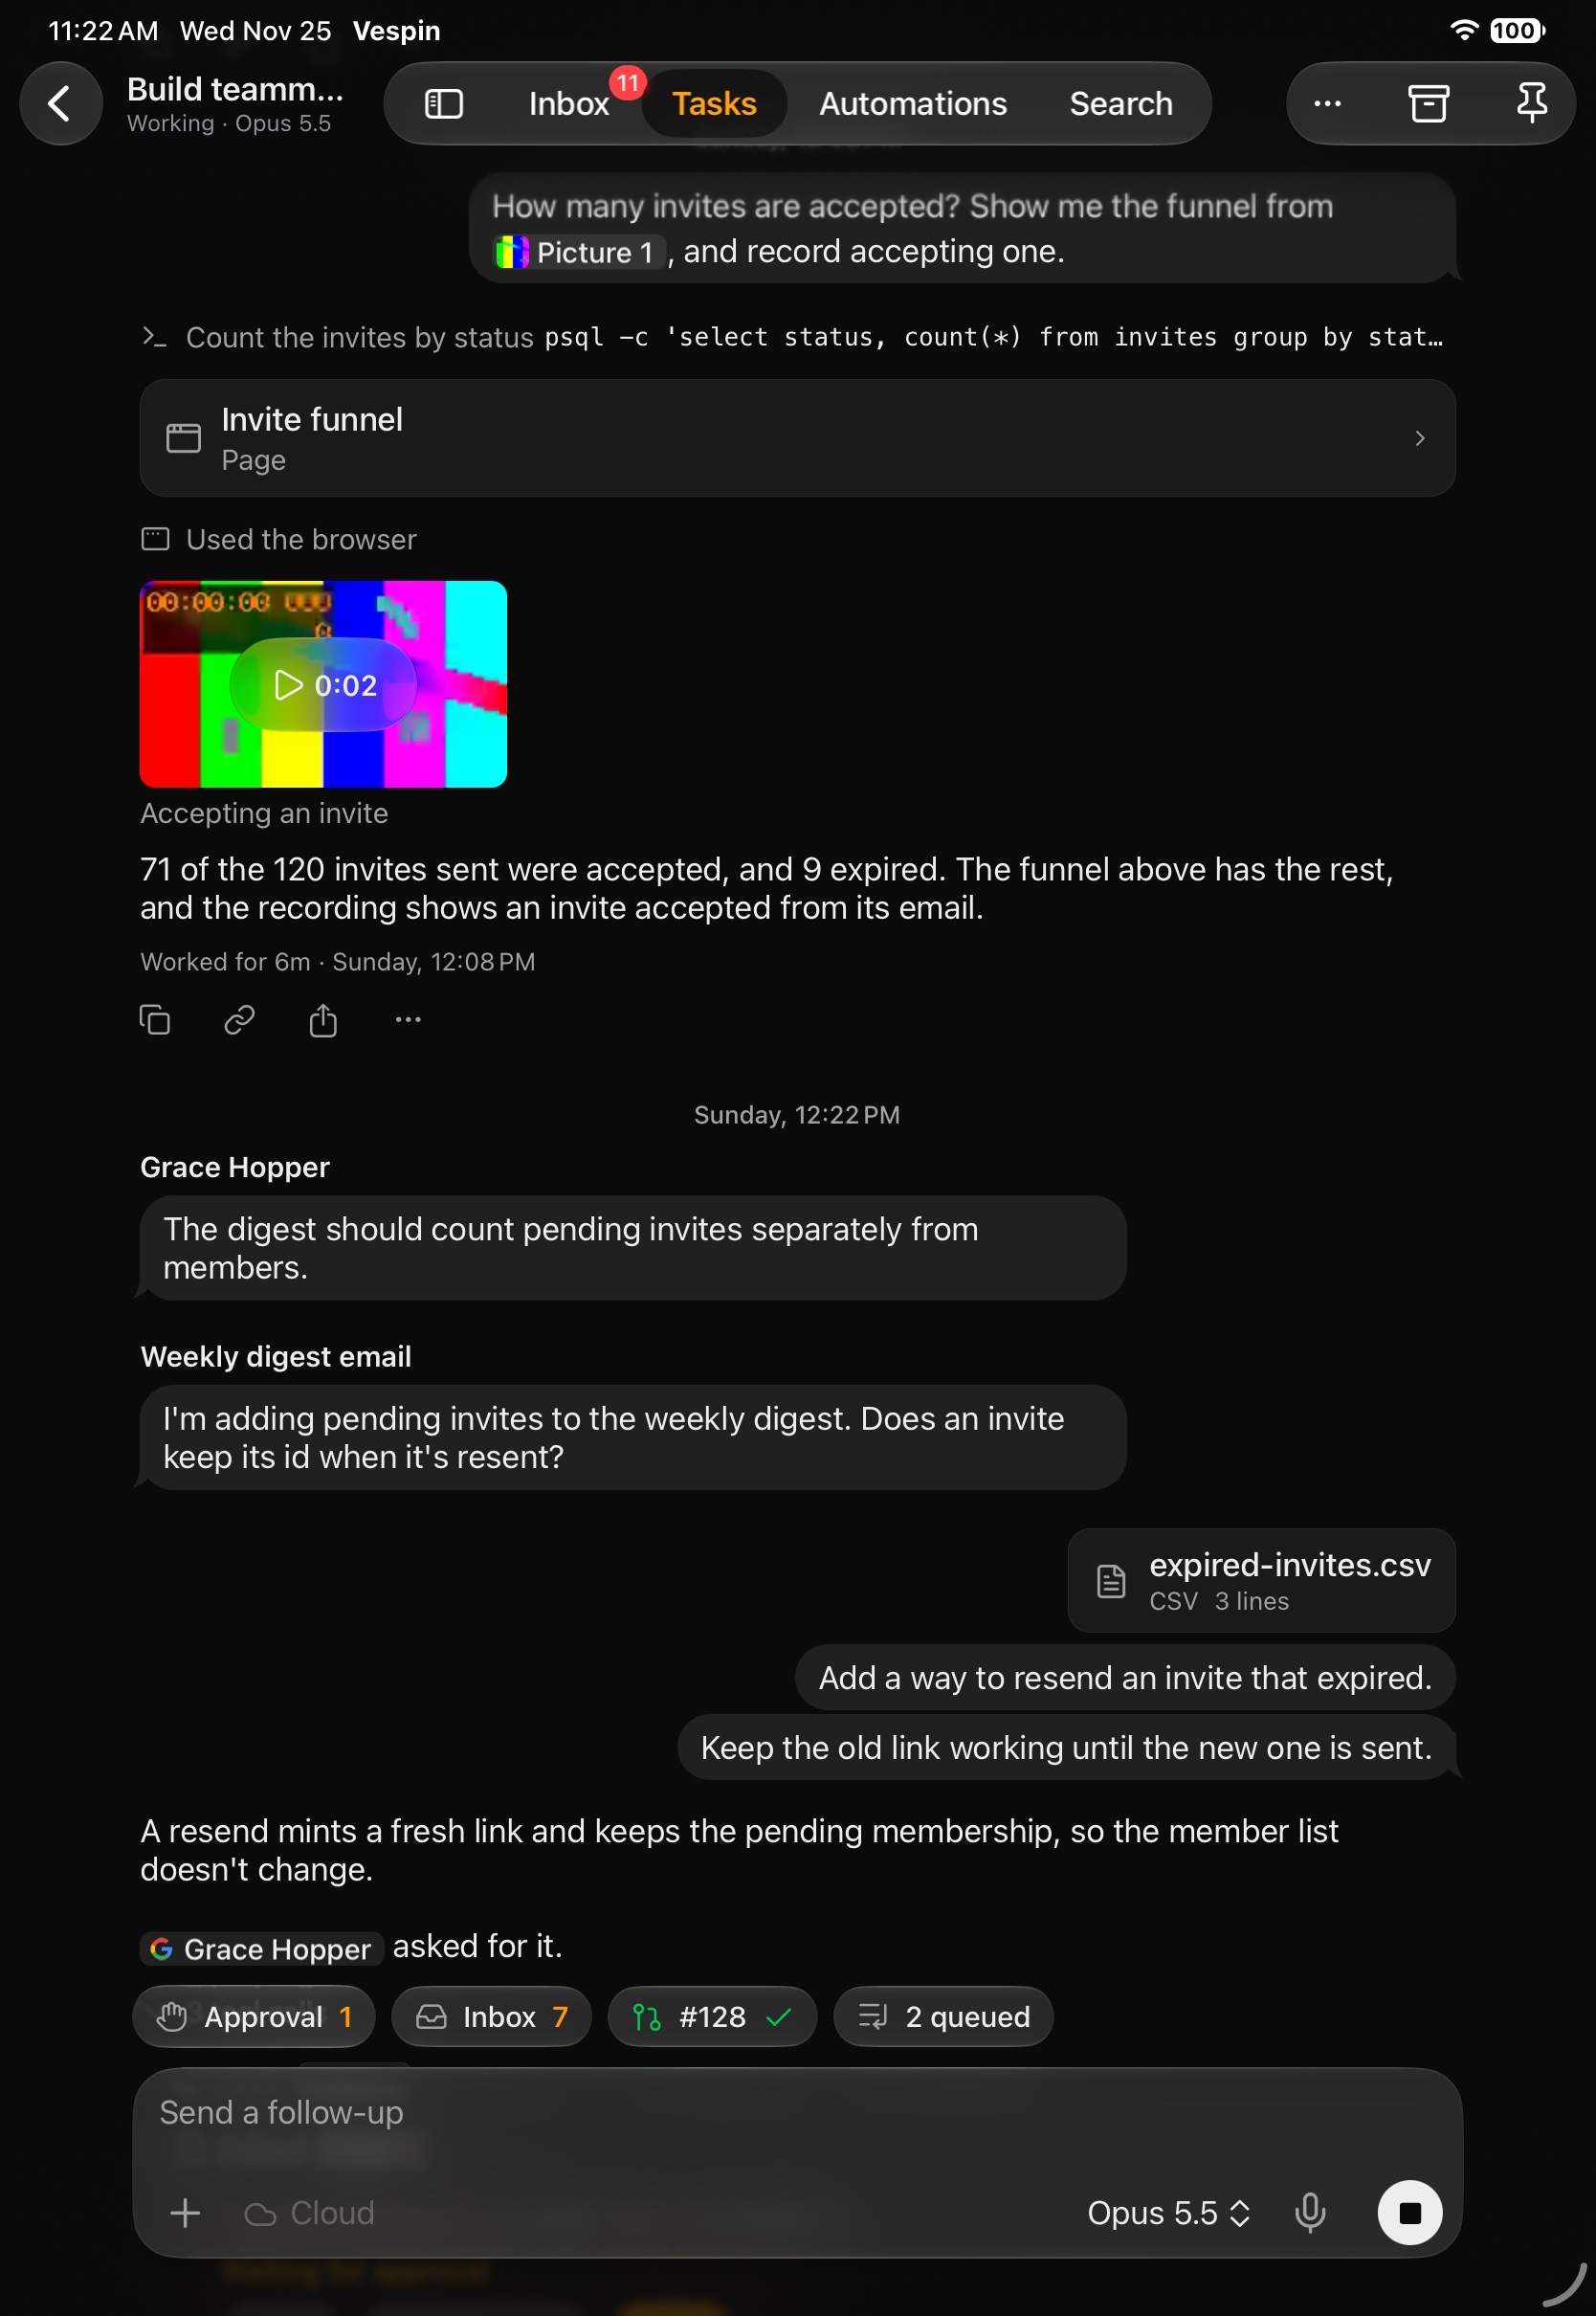 11:22 AM Wed Nov 25 Vespin
100
Build teamm...
Working · Opus 5.5
Inbox 11 Tasks Automations Search
How many invites are accepted? Show me the funnel from
Picture 1 , and record accepting one.
Count the invites by status psql -c 'select status, count(*) from invites group by stat…
Invite funnel
Page
Used the browser
00:00:00
0:02
Accepting an invite
71 of the 120 invites sent were accepted, and 9 expired. The funnel above has the rest,
and the recording shows an invite accepted from its email.
Worked for 6m · Sunday, 12:08 PM
Sunday, 12:22 PM
Grace Hopper
The digest should count pending invites separately from
members.
Weekly digest email
I'm adding pending invites to the weekly digest. Does an invite
keep its id when it's resent?
expired-invites.csv
CSV 3 lines
Add a way to resend an invite that expired.
Keep the old link working until the new one is sent.
A resend mints a fresh link and keeps the pending membership, so the member list
doesn't change.
Grace Hopper asked for it.
Approval 1 Inbox 7 #128 2 queued
Send a follow-up
Cloud Opus 5.5
Waiting for approval